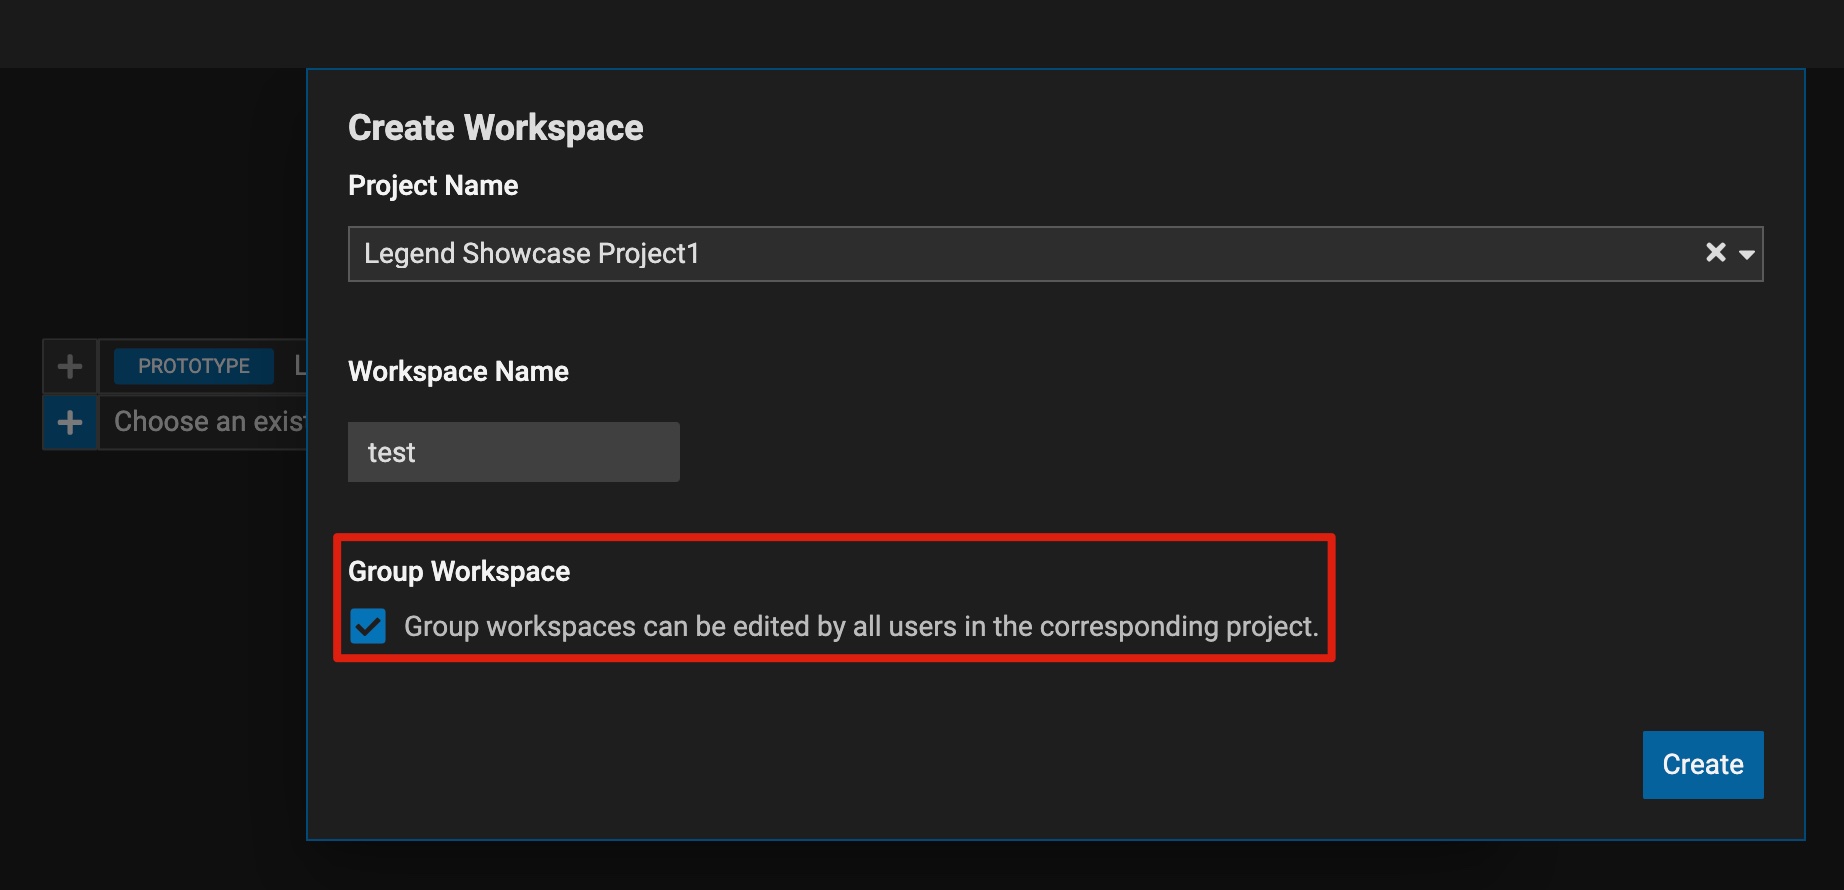 Create Workspace
Project Name
Legend Showcase Project1
PROTOTYPE L
Workspace Name
Choose an exis
test
Group Workspace
Group workspaces can be edited by all users in the corresponding project.
Create